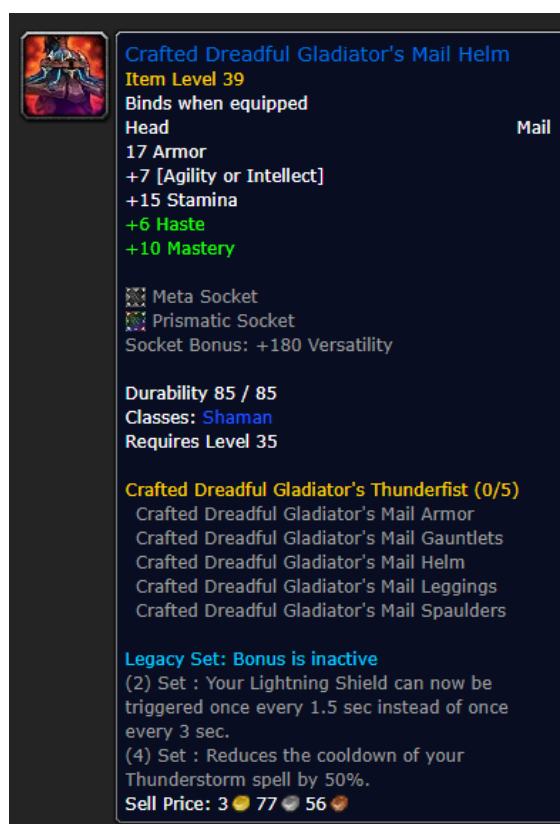 Crafted Dreadful Gladiator's Mail Helm
Item Level 39
Binds when equipped
Head Mail
17 Armor
+7 [Agility or Intellect]
+15 Stamina
+6 Haste
+10 Mastery
Meta Socket
Prismatic Socket
Socket Bonus: +180 Versatility
Durability 85 / 85
Classes: Shaman
Requires Level 35
Crafted Dreadful Gladiator's Thunderfist (0/5)
Crafted Dreadful Gladiator's Mail Armor
Crafted Dreadful Gladiator's Mail Gauntlets
Crafted Dreadful Gladiator's Mail Helm
Crafted Dreadful Gladiator's Mail Leggings
Crafted Dreadful Gladiator's Mail Spaulders
Legacy Set: Bonus is inactive
(2) Set : Your Lightning Shield can now be
triggered once every 1.5 sec instead of once
every 3 sec.
(4) Set : Reduces the cooldown of your
Thunderstorm spell by 50%.
Sell Price: 3 77 56